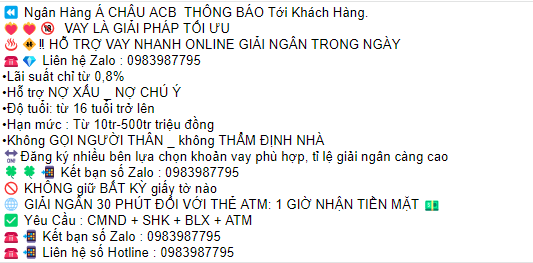 Ngân Hàng Á CHÂU ACB THÔNG BÁO Tới Khách Hàng.
VAY LÀ GIẢI PHÁP TỐI ƯU
!! HỖ TRỢ VAY NHANH ONLINE GIẢI NGÂN TRONG NGÀY
Liên hệ Zalo : 0983987795
•Lãi suất chỉ từ 0,8%
•Hỗ trợ NỢ XẤU _ NỢ CHÚ Ý
•Độ tuổi: từ 16 tuổi trở lên
•Hạn mức : Từ 10tr-500tr triệu đồng
•Không GỌI NGƯỜI THÂN _ không THẨM ĐỊNH NHÀ
Đăng ký nhiều bên lựa chọn khoản vay phù hợp, tỉ lệ giải ngân càng cao
Kết bạn số Zalo : 0983987795
KHÔNG giữ BẤT KỲ giấy tờ nào
GIẢI NGÂN 30 PHÚT ĐỐI VỚI THẺ ATM: 1 GIỜ NHẬN TIỀN MẶT
Yêu Cầu : CMND + SHK + BLX + ATM
Kết bạn số Zalo : 0983987795
Liên hệ số Hotline : 0983987795